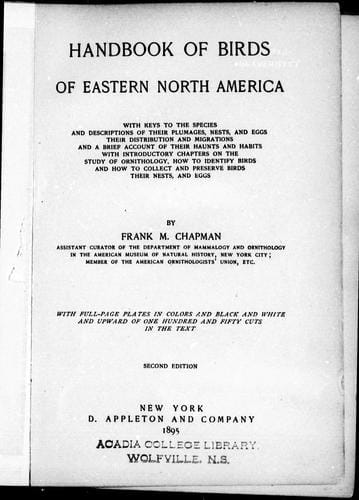 HANDBOOK OF BIRDS
OF EASTERN NORTH AMERICA
WITH KEYS TO THE SPECIES
AND DESCRIPTIONS OF THEIR PLUMAGES, NESTS, AND EGGS
THEIR DISTRIBUTION AND MIGRATIONS
AND A BRIEF ACCOUNT OF THEIR HAUNTS AND HABITS
WITH INTRODUCTORY CHAPTERS ON THE
STUDY OF ORNITHOLOGY, HOW TO IDENTIFY BIRDS
AND HOW TO COLLECT AND PRESERVE BIRDS
THEIR NESTS, AND EGGS
BY
FRANK M. CHAPMAN
ASSISTANT CURATOR OF THE DEPARTMENT OF MAMMALOGY AND ORNITHOLOGY
IN THE AMERICAN MUSEUM OF NATURAL HISTORY, NEW YORK CITY;
MEMBER OF THE AMERICAN ORNITHOLOGISTS' UNION, ETC.
WITH FULL-PAGE PLATES IN COLORS AND BLACK AND WHITE
AND UPWARD OF ONE HUNDRED AND FIFTY CUTS
IN THE TEXT
SECOND EDITION
NEW YORK
D. APPLETON AND COMPANY
1895
ACADIA COLLEGE LIBRARY,
WOLFVILLE, N.S.